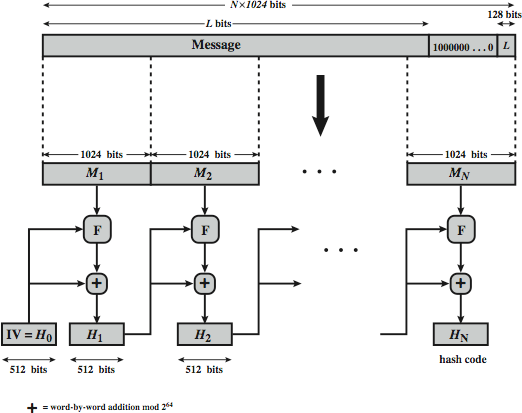 N×1024 bits
L bits
128 bits
Message
1000000 . . . 0
L
1024 bits
1024 bits
1024 bits
M1
M2
• • •
MN
F
F
F
• • •
+
+
+
IV = H0
H1
H2
HN
hash code
512 bits
512 bits
512 bits
+ = word-by-word addition mod 2^64